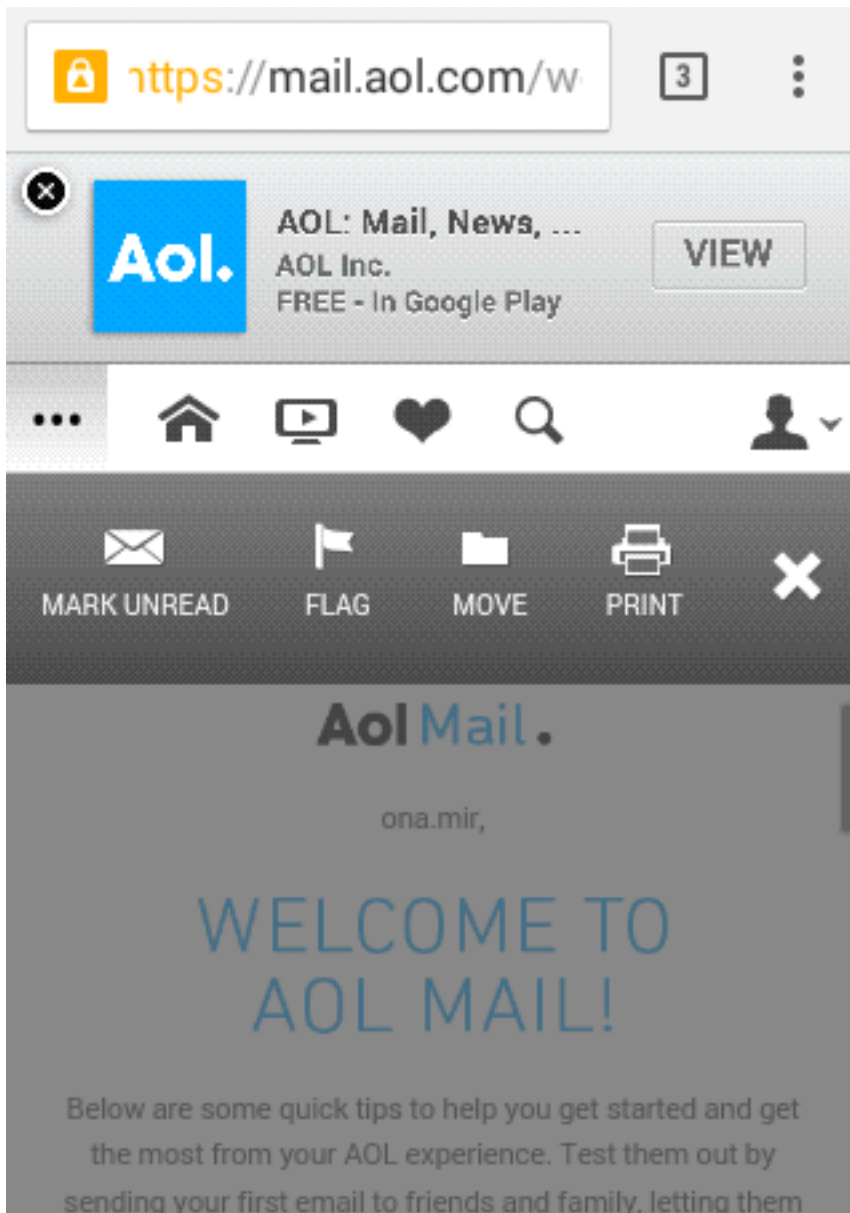 https://mail.aol.com/w
3
Aol.
AOL: Mail, News, ...
AOL Inc.
FREE - In Google Play
VIEW
MARK UNREAD
FLAG
MOVE
PRINT
Aol Mail.
ona.mir,
WELCOME TO
AOL MAIL!
Below are some quick tips to help you get started and get
the most from your AOL experience. Test them out by
sending your first email to friends and family, letting them